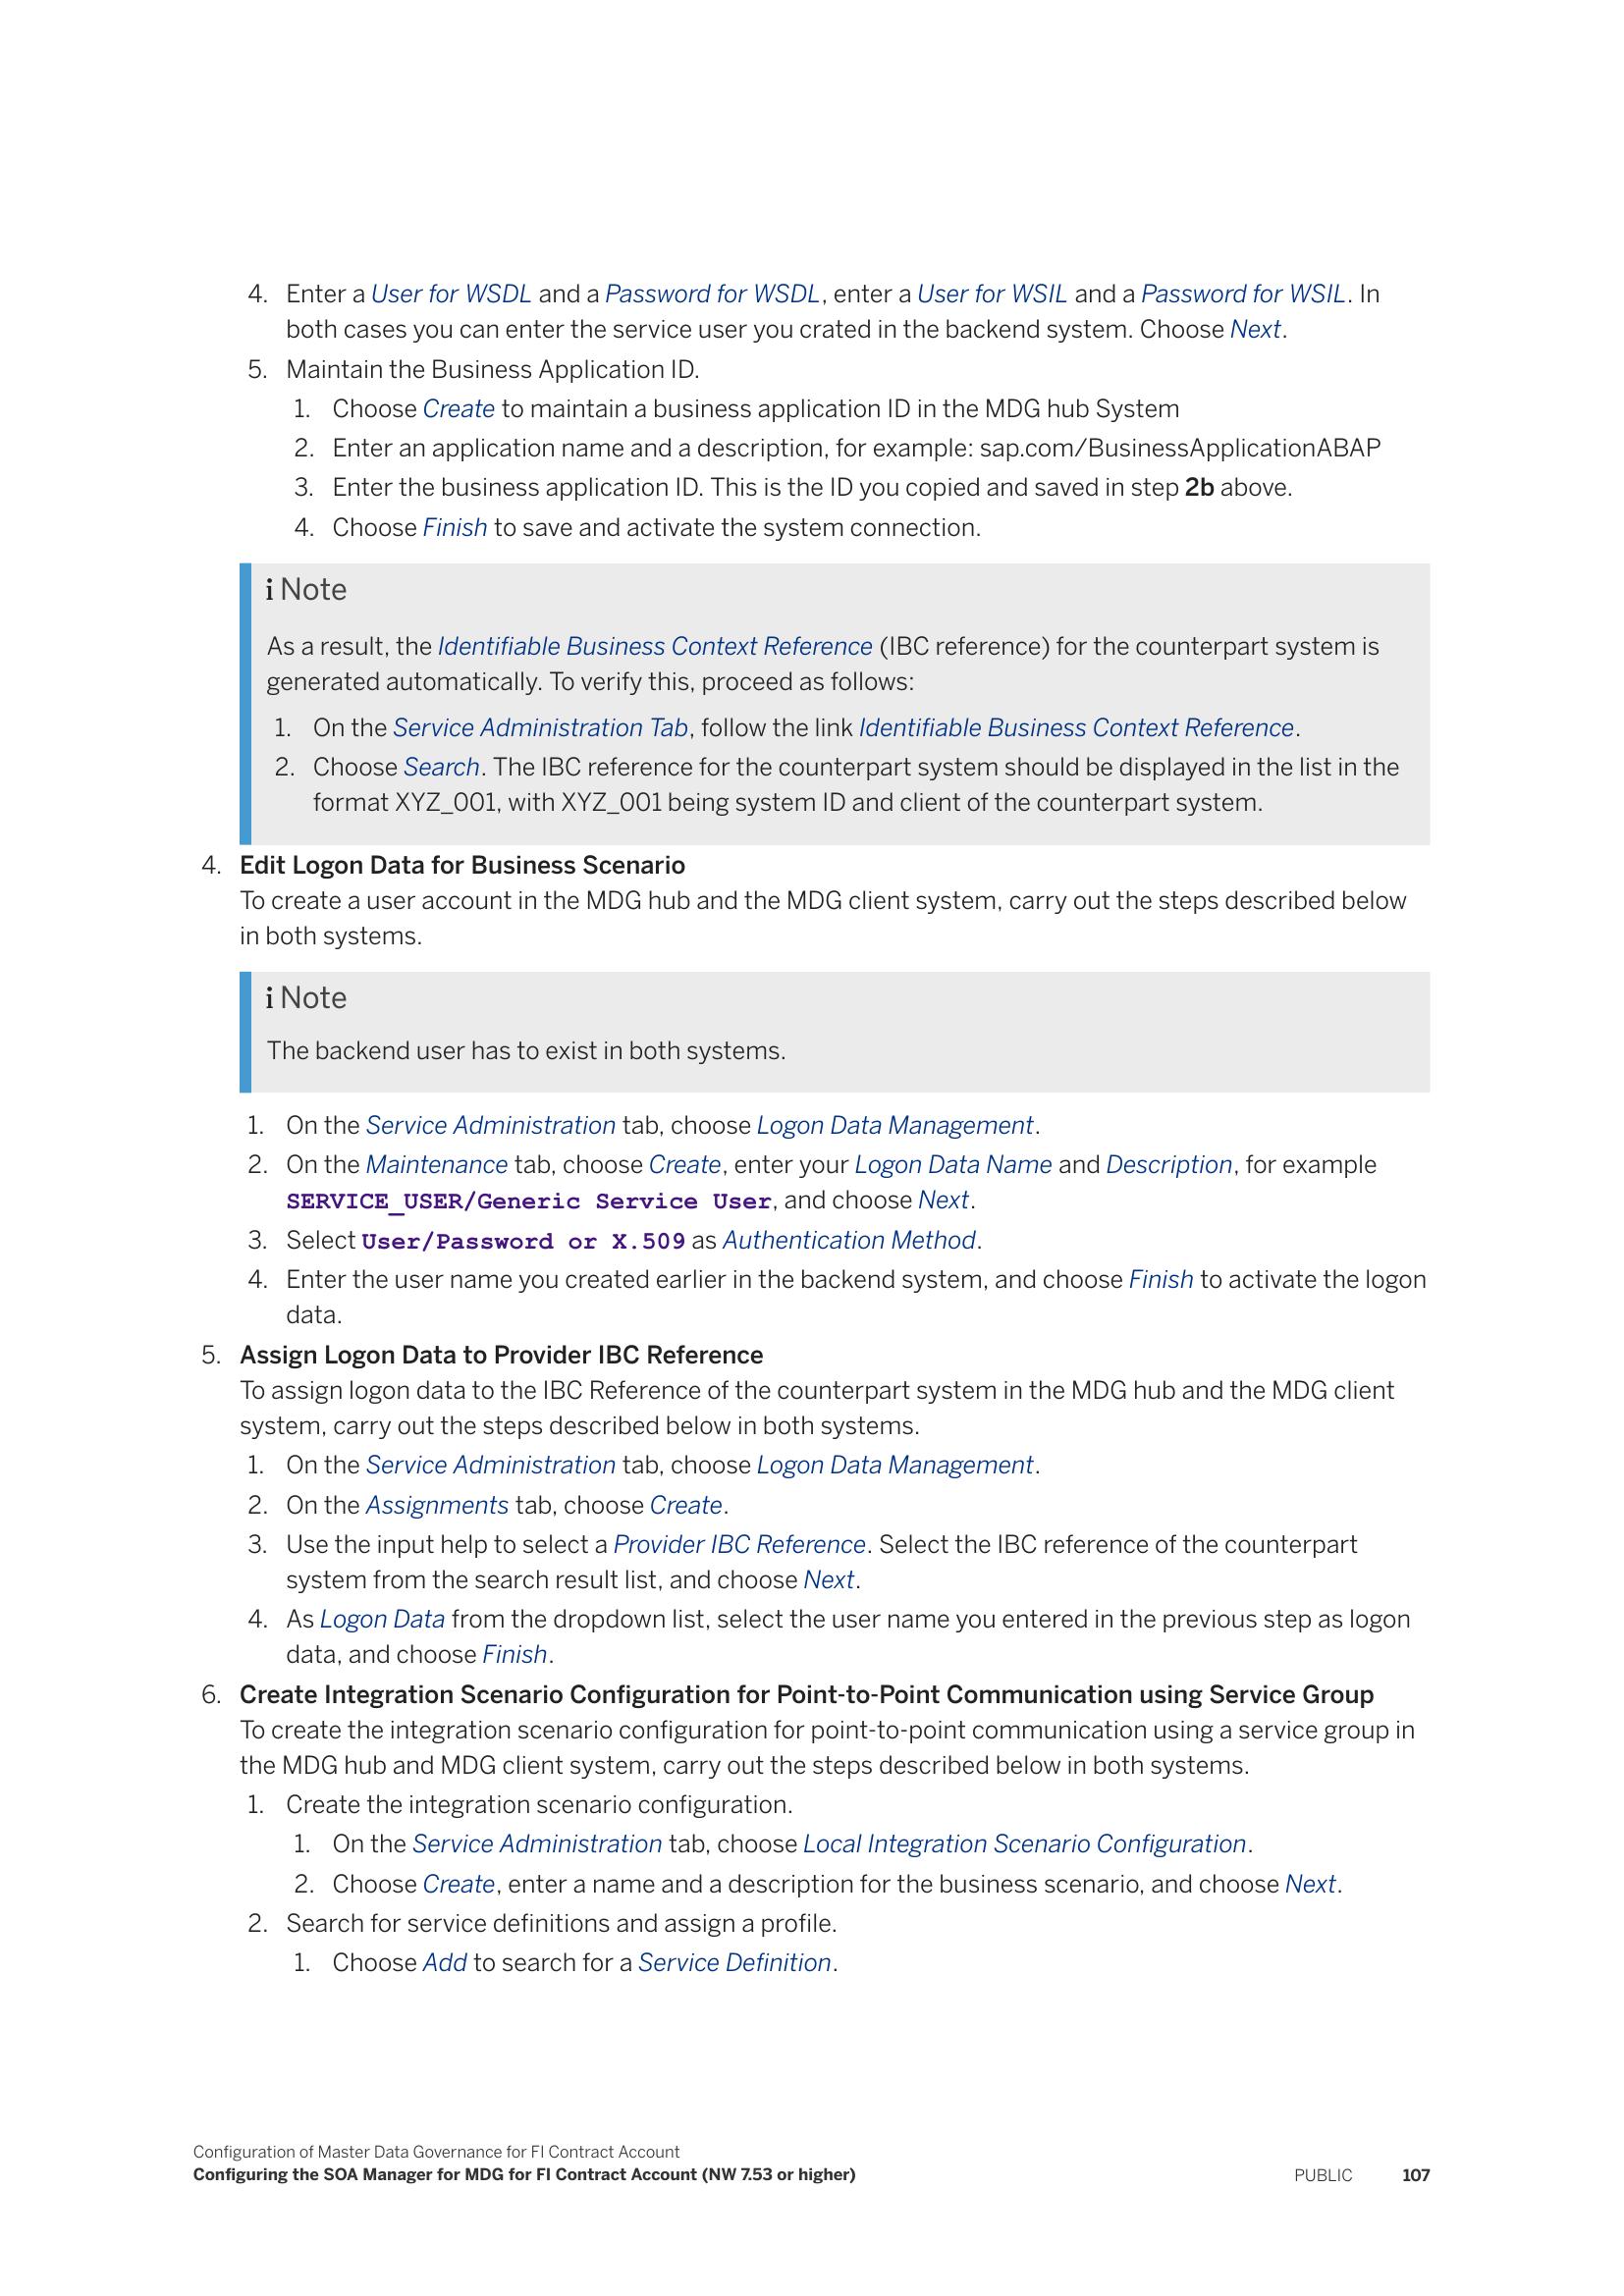 4. Enter a User for WSDL and a Password for WSDL, enter a User for WSIL and a Password for WSIL. In
both cases you can enter the service user you crated in the backend system. Choose Next.
5. Maintain the Business Application ID.
1. Choose Create to maintain a business application ID in the MDG hub System
2. Enter an application name and a description, for example: sap.com/BusinessApplicationABAP
3. Enter the business application ID. This is the ID you copied and saved in step 2b above.
4. Choose Finish to save and activate the system connection.
i Note
As a result, the Identifiable Business Context Reference (IBC reference) for the counterpart system is
generated automatically. To verify this, proceed as follows:
1. On the Service Administration Tab, follow the link Identifiable Business Context Reference.
2. Choose Search. The IBC reference for the counterpart system should be displayed in the list in the
format XYZ_001, with XYZ_001 being system ID and client of the counterpart system.
4. Edit Logon Data for Business Scenario
To create a user account in the MDG hub and the MDG client system, carry out the steps described below
in both systems.
i Note
The backend user has to exist in both systems.
1. On the Service Administration tab, choose Logon Data Management.
2. On the Maintenance tab, choose Create, enter your Logon Data Name and Description, for example
SERVICE_USER/Generic Service User, and choose Next.
3. Select User/Password or X.509 as Authentication Method.
4. Enter the user name you created earlier in the backend system, and choose Finish to activate the logon
data.
5. Assign Logon Data to Provider IBC Reference
To assign logon data to the IBC Reference of the counterpart system in the MDG hub and the MDG client
system, carry out the steps described below in both systems.
1. On the Service Administration tab, choose Logon Data Management.
2. On the Assignments tab, choose Create.
3. Use the input help to select a Provider IBC Reference. Select the IBC reference of the counterpart
system from the search result list, and choose Next.
4. As Logon Data from the dropdown list, select the user name you entered in the previous step as logon
data, and choose Finish.
6. Create Integration Scenario Configuration for Point-to-Point Communication using Service Group
To create the integration scenario configuration for point-to-point communication using a service group in
the MDG hub and MDG client system, carry out the steps described below in both systems.
1. Create the integration scenario configuration.
1. On the Service Administration tab, choose Local Integration Scenario Configuration.
2. Choose Create, enter a name and a description for the business scenario, and choose Next.
2. Search for service definitions and assign a profile.
1. Choose Add to search for a Service Definition.
Configuration of Master Data Governance for FI Contract Account
Configuring the SOA Manager for MDG for FI Contract Account (NW 7.53 or higher) PUBLIC 107